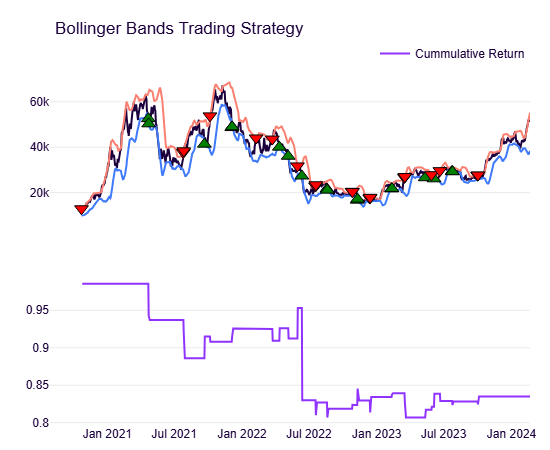 Bollinger Bands Trading Strategy
Cummulative Return
60k
40k
20k
0.95
0.9
0.85
0.8
Jan 2021 Jul 2021 Jan 2022 Jul 2022 Jan 2023 Jul 2023 Jan 2024